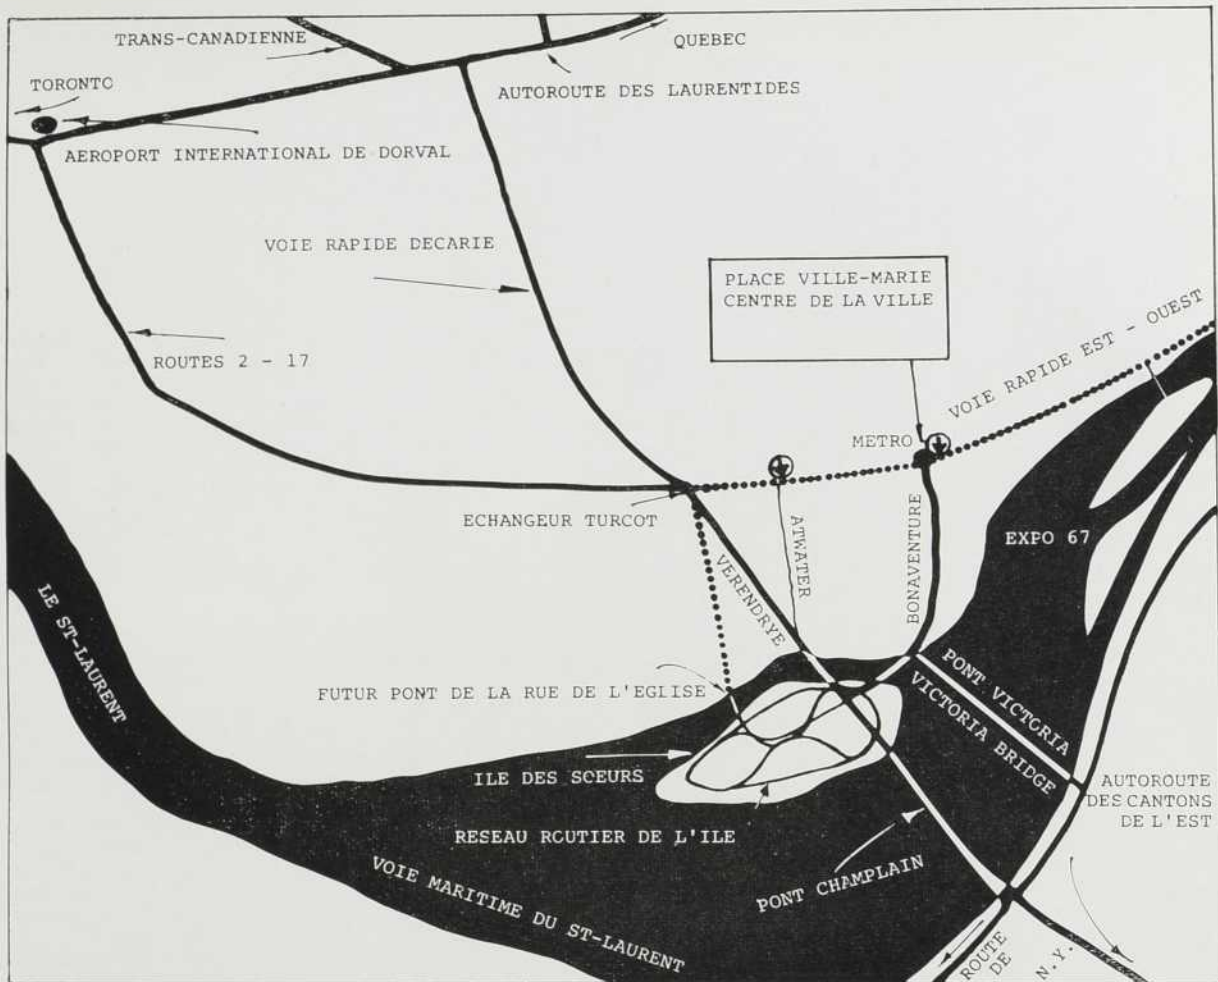 TRANS-CANADIENNE
QUEBEC
TORONTO
AUTOROUTE DES LAURENTIDES
AEROPORT INTERNATIONAL DE DORVAL
VOIE RAPIDE DECARIE
PLACE VILLE-MARIE
CENTRE DE LA VILLE
VOIE RAPIDE EST - OUEST
ROUTES 2 - 17
METRO
ECHANGEUR TURCOT
ATWATER
VERENDRYE
BONAVENTURE
EXPO 67
LE ST-LAURENT
FUTUR PONT DE LA RUE DE L'EGLISE
PONT VICTORIA
VICTORIA BRIDGE
ILE DES SŒURS
AUTOROUTE
DES CANTONS
DE L'EST
RESEAU ROUTIER DE L'ILE
PONT CHAMPLAIN
VOIE MARITIME DU ST-LAURENT
ROUTE
DE
N.Y.